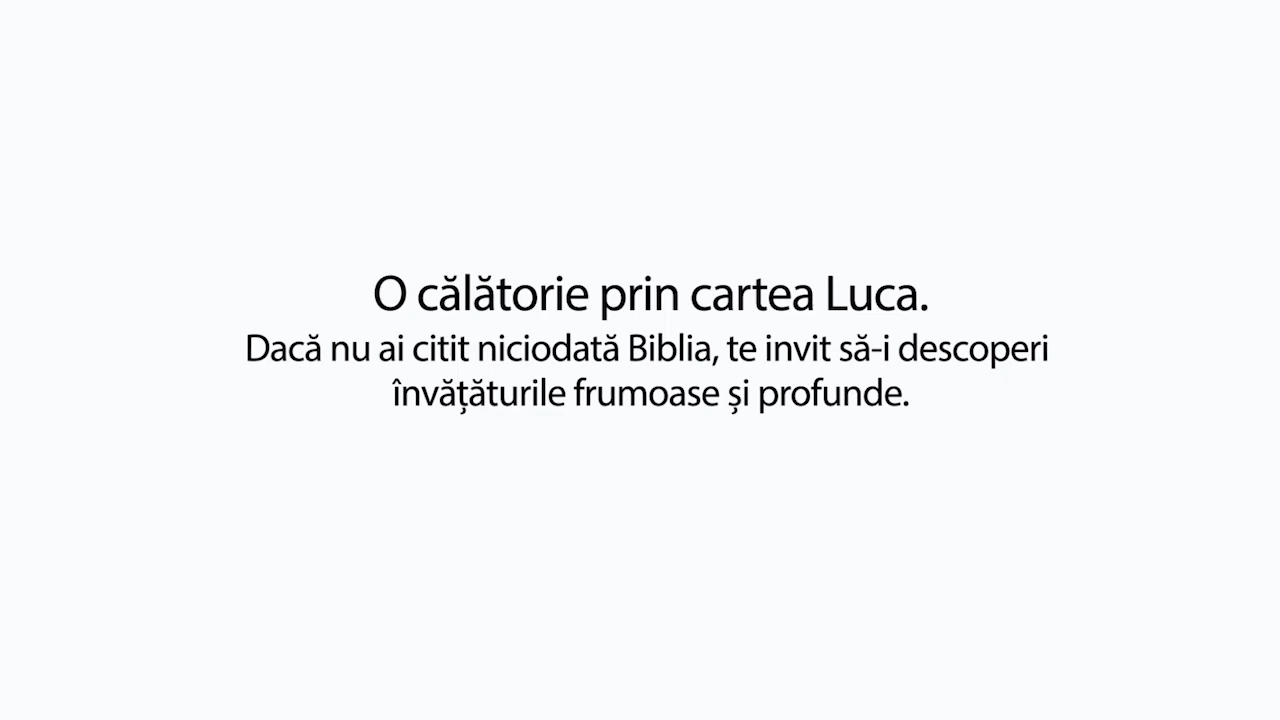 O călătorie prin cartea Luca.
Dacă nu ai citit niciodată Biblia, te invit să-i descoperi
învățăturile frumoase și profunde.